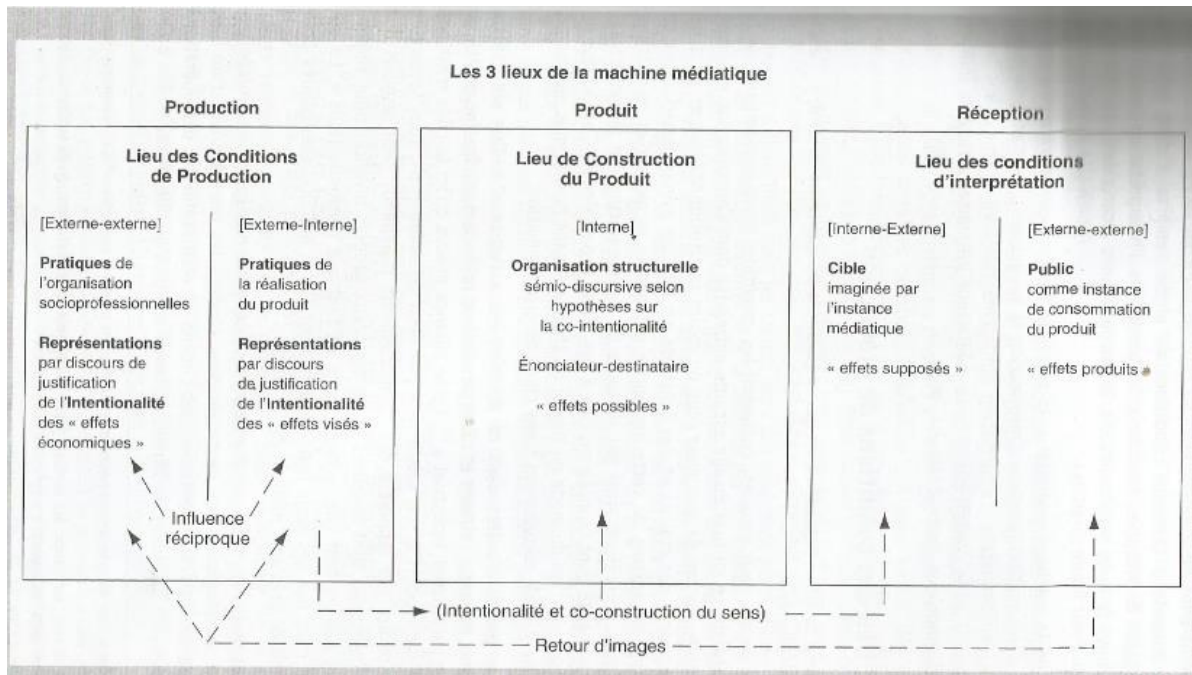 Les 3 lieux de la machine médiatique
Production
Lieu des Conditions
de Production
[Externe-externe]
Pratiques de
l'organisation
socioprofessionnelles
Représentations
par discours de
justification
de l'Intentionalité
des « effets
économiques »
[Externe-Interne]
Pratiques de
la réalisation
du produit
Représentations
par discours
de justification
de l'Intentionalité
des « effets visés »
Influence
réciproque
Produit
Lieu de Construction
du Produit
[Interne]
Organisation structurelle
sémio-discursive selon
hypothèses sur
la co-intentionalité
Énonciateur-destinataire
« effets possibles »
Réception
Lieu des conditions
d'interprétation
[Interne-Externe]
Cible
imaginée par
l'instance
médiatique
« effets supposés »
[Externe-externe]
Public
comme instance
de consommation
du produit
« effets produits »
(Intentionalité et co-construction du sens)
Retour d'images